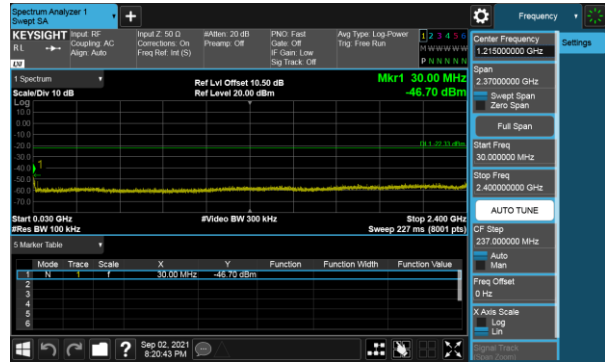 Spectrum Analyzer 1
Swept SA
+
Frequency
KEYSIGHT
RL
LW
Input: RF
Coupling: AC
Align: Auto
Input Z: 50 Ω
Corrections: On
Freq Ref: Int (S)
#Atten: 20 dB
Preamp: Off
PNO: Fast
Gate: Off
IF Gain: Low
Sig Track: Off
Avg Type: Log-Power
Trig: Free Run
1 2 3 4 5 6
M W W W W W
P N N N N N
Center Frequency
1.215000000 GHz
Settings
Span
2.37000000 GHz
Swept Span
Zero Span
Full Span
Start Freq
30.000000 MHz
Stop Freq
2.400000000 GHz
AUTO TUNE
CF Step
237.000000 MHz
Auto
Man
Freq Offset
0 Hz
X Axis Scale
Log
Lin
Signal Track
(Span Zoom)
1 Spectrum
Scale/Div 10 dB
Ref Lvl Offset 10.50 dB
Ref Level 20.00 dBm
Mkr1 30.00 MHz
-46.70 dBm
Log
10.0
0.00
-10.0
-20.0
DL1 -22.33 dBm
-30.0
-40.0
1
-50.0
-60.0
-70.0
Start 0.030 GHz
#Video BW 300 kHz
Stop 2.400 GHz
#Res BW 100 kHz
Sweep 227 ms (8001 pts)
5 Marker Table
Mode Trace Scale X Y Function Function Width Function Value
1 N 1 f 30.00 MHz -46.70 dBm
2
3
4
5
6
?
Sep 02, 2021
8:20:43 PM